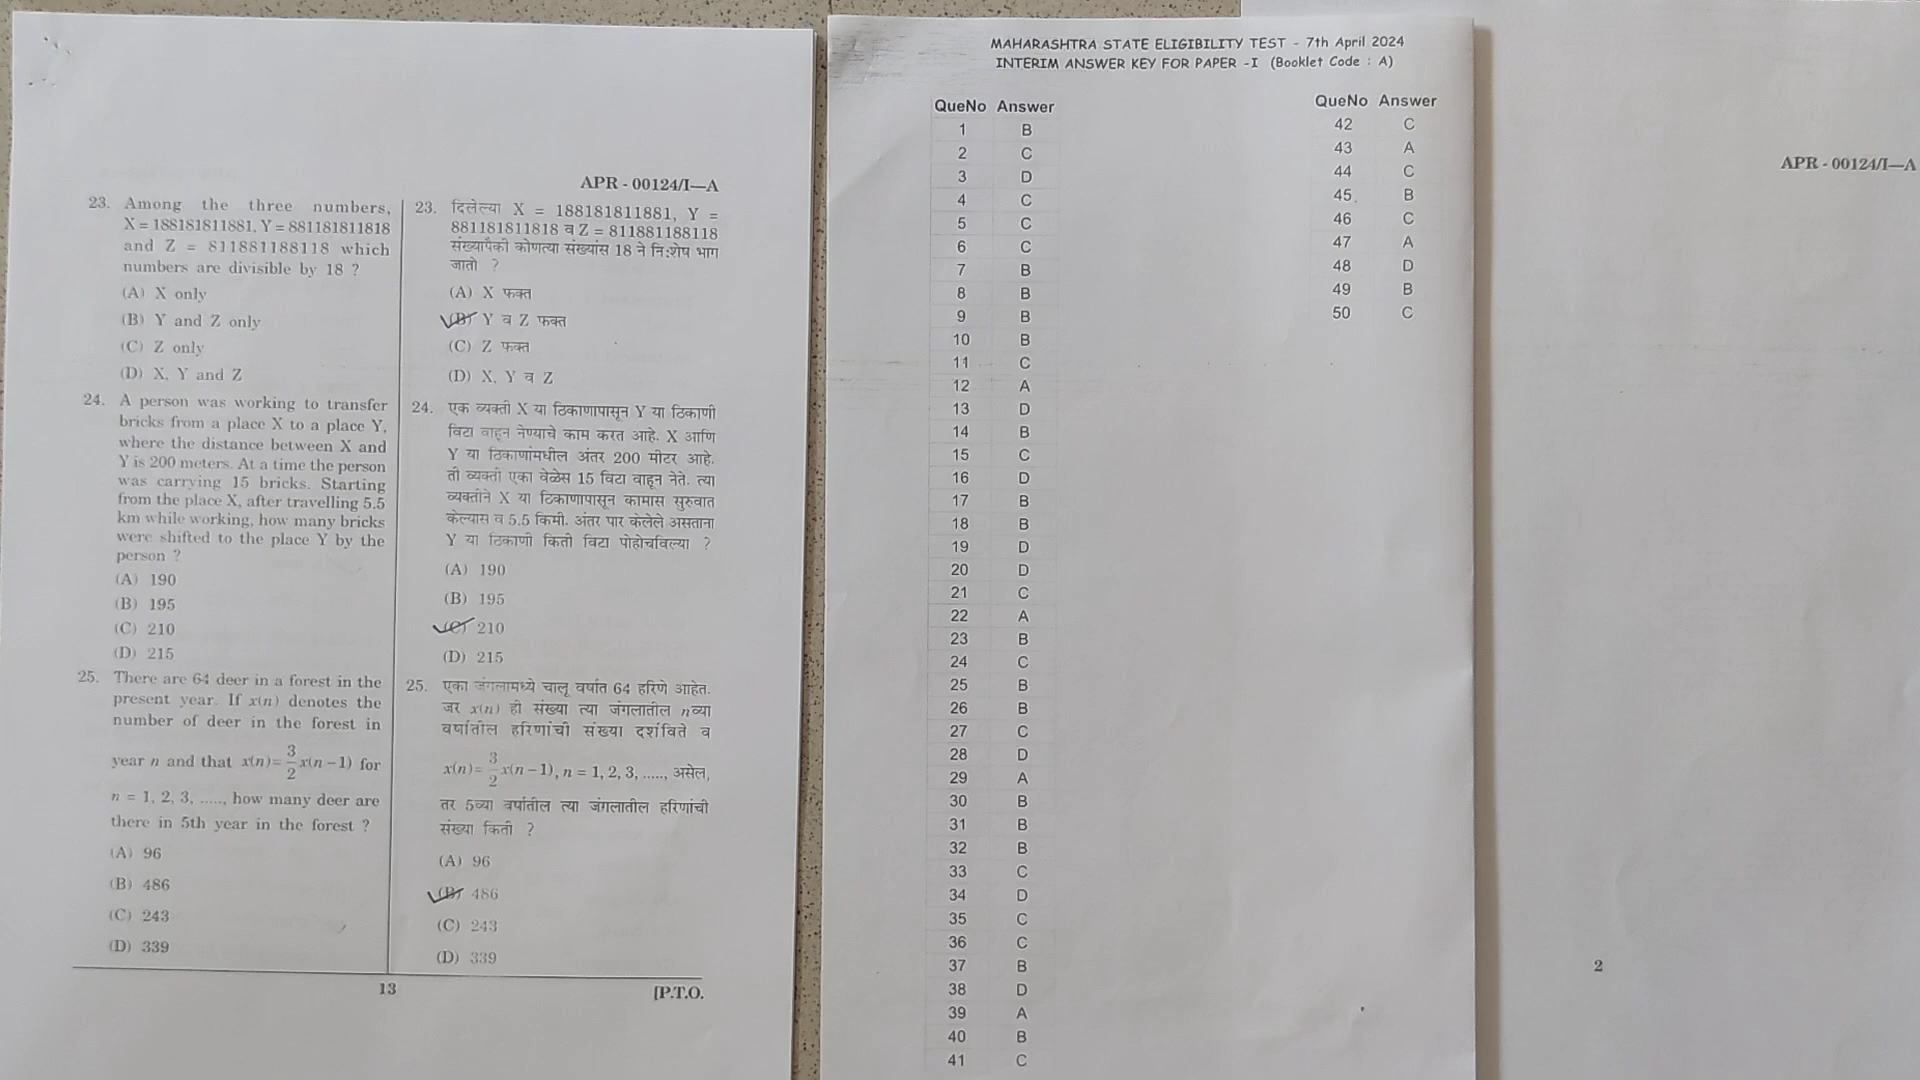 APR - 00124/I—A
23. Among the three numbers,
X = 188181811881, Y = 881181811818
and Z = 811881188118 which
numbers are divisible by 18 ?
(A) X only
(B) Y and Z only
(C) Z only
(D) X, Y and Z
24. A person was working to transfer
bricks from a place X to a place Y,
where the distance between X and
Y is 200 meters. At a time the person
was carrying 15 bricks. Starting
from the place X, after travelling 5.5
km while working, how many bricks
were shifted to the place Y by the
person ?
(A) 190
(B) 195
(C) 210
(D) 215
25. There are 64 deer in a forest in the
present year. If x(n) denotes the
number of deer in the forest in
year n and that x(n)= 3/2 x(n−1) for
n = 1, 2, 3, ....., how many deer are
there in 5th year in the forest ?
(A) 96
(B) 486
(C) 243
(D) 339
23. दिलेल्या X = 188181811881, Y =
881181811818 व Z = 811881188118
संख्यापैकी कोणत्या संख्यांस 18 ने नि:शेष भाग
जातो ?
(A) X फक्त
(B) Y व Z फक्त
(C) Z फक्त
(D) X, Y व Z
24. एक व्यक्ती X या ठिकाणापासून Y या ठिकाणी
विटा वाहून नेण्याचे काम करत आहे. X आणि
Y या ठिकाणांमधील अंतर 200 मीटर आहे.
ती व्यक्ती एका वेळेस 15 विटा वाहून नेते. त्या
व्यक्तीने X या ठिकाणापासून कामास सुरुवात
केल्यास व 5.5 किमी. अंतर पार केलेले असताना
Y या ठिकाणी किती विटा पोहोचविल्या ?
(A) 190
(B) 195
(C) 210
(D) 215
25. एका जंगलामध्ये चालू वर्षात 64 हरिणे आहेत.
जर x(n) ही संख्या त्या जंगलातील nव्या
वर्षातील हरिणांची संख्या दर्शविते व
x(n)= 3/2 x(n−1), n = 1, 2, 3, ....., असेल,
तर 5व्या वर्षातील त्या जंगलातील हरिणांची
संख्या किती ?
(A) 96
(B) 486
(C) 243
(D) 339
13
[P.T.O.
MAHARASHTRA STATE ELIGIBILITY TEST - 7th April 2024
INTERIM ANSWER KEY FOR PAPER -I (Booklet Code : A)
QueNo Answer
1 B
2 C
3 D
4 C
5 C
6 C
7 B
8 B
9 B
10 B
11 C
12 A
13 D
14 B
15 C
16 D
17 B
18 B
19 D
20 D
21 C
22 A
23 B
24 C
25 B
26 B
27 C
28 D
29 A
30 B
31 B
32 B
33 C
34 D
35 C
36 C
37 B
38 D
39 A
40 B
41 C
QueNo Answer
42 C
43 A
44 C
45 B
46 C
47 A
48 D
49 B
50 C
APR - 00124/I—A
2